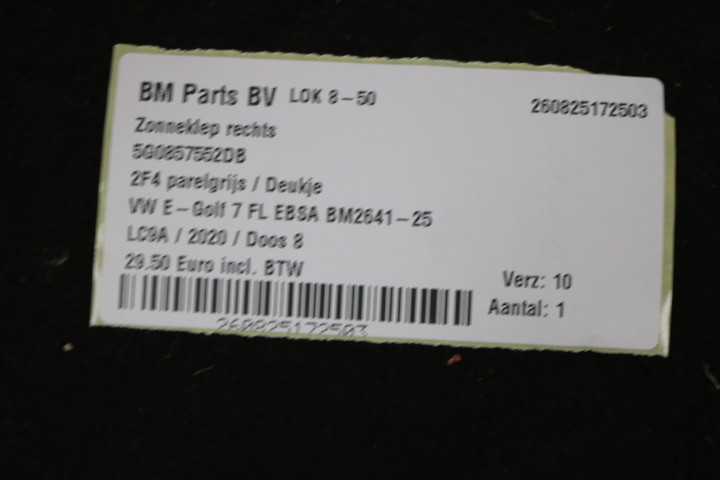 BM Parts BV LOK 8-50
260825172503
Zonneklep rechts
5G0857552DB
2F4 parelgrijs / Deukje
VW E-Golf 7 FL EBSA BM2641-25
LC9A / 2020 / Doos 8
29.50 Euro incl. BTW
Verz: 10
Aantal: 1
260825172503